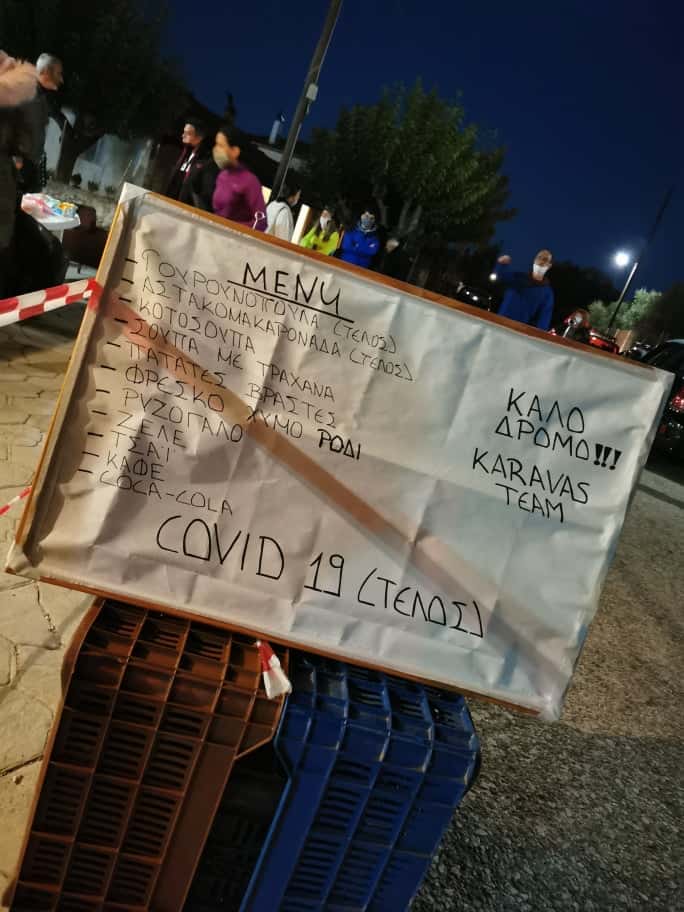 MENU
- ΓΟΥΡΟΥΝΟΠΟΥΛΑ (ΤΕΛΟΣ)
- ΑΣΤΑΚΟΜΑΚΑΡΟΝΑΔΑ (ΤΕΛΟΣ)
- ΚΟΤΟΣΟΥΠΑ
- ΣΟΥΠΑ ΜΕ ΤΡΑΧΑΝΑ
- ΠΑΤΑΤΕΣ ΒΡΑΣΤΕΣ
- ΦΡΕΣΚΟ ΧΥΜΟ ΡΟΔΙ
- ΡΥΖΟΓΑΛΟ
- ΖΕΛΕ
- ΤΣΑΪ
- ΚΑΦΕ
- COCA-COLA
COVID 19 (ΤΕΛΟΣ)
ΚΑΛΟ
ΔΡΟΜΟ!!!
KARAVAS
TEAM